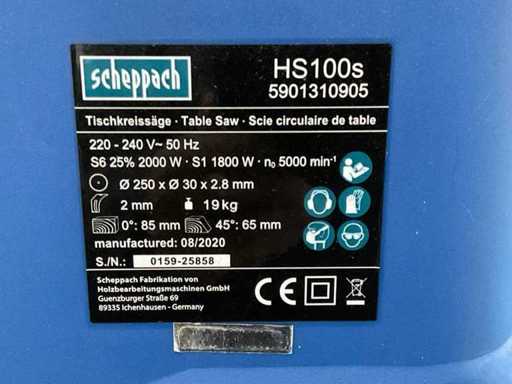 scheppach
HS100s
5901310905
Tischkreissäge · Table Saw · Scie circulaire de table
220 - 240 V~ 50 Hz
S6 25% 2000 W · S1 1800 W · n₀ 5000 min⁻¹
Ø 250 x Ø 30 x 2.8 mm
2 mm 19 kg
0°: 85 mm 45°: 65 mm
manufactured: 08/2020
S./N.: 0159-25858
Scheppach Fabrikation von
Holzbearbeitungsmaschinen GmbH
Guenzburger Straße 69
89335 Ichenhausen - Germany
CE